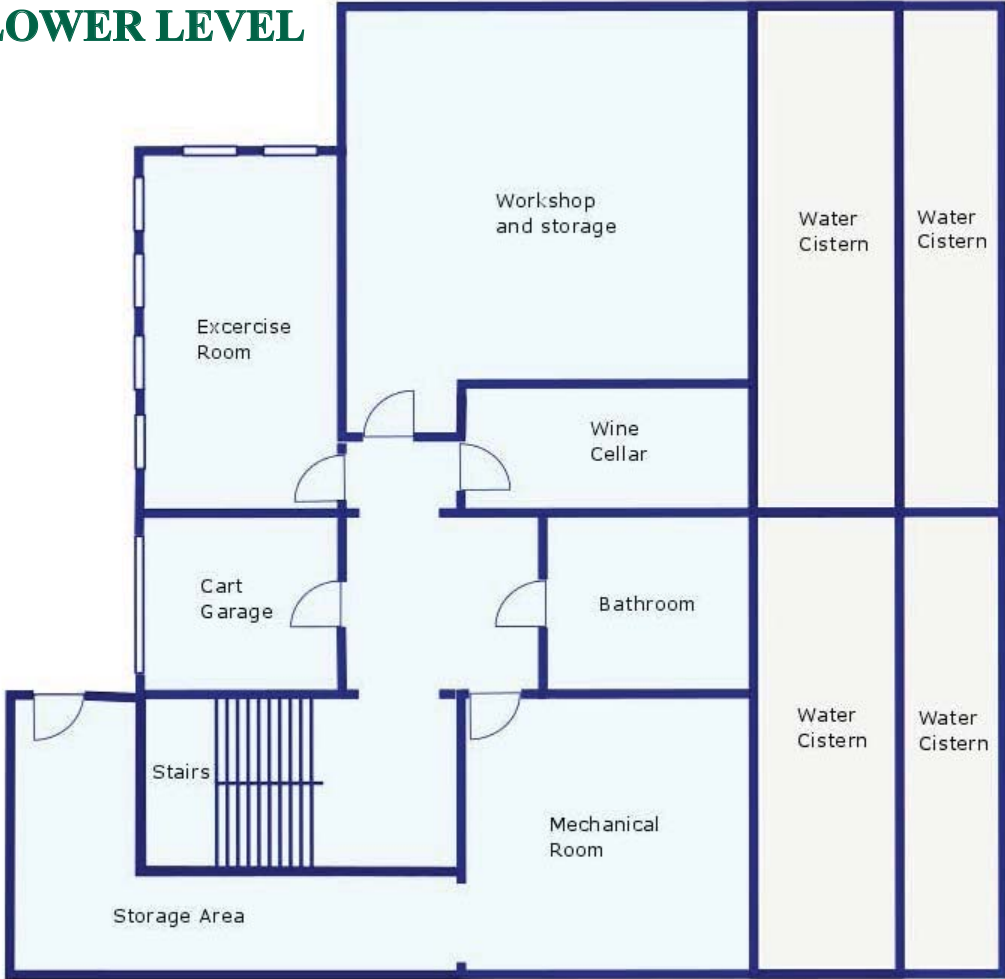 LOWER LEVEL
Workshop
and storage
Water
Cistern
Water
Cistern
Excercise
Room
Wine
Cellar
Cart
Garage
Bathroom
Stairs
Water
Cistern
Water
Cistern
Mechanical
Room
Storage Area